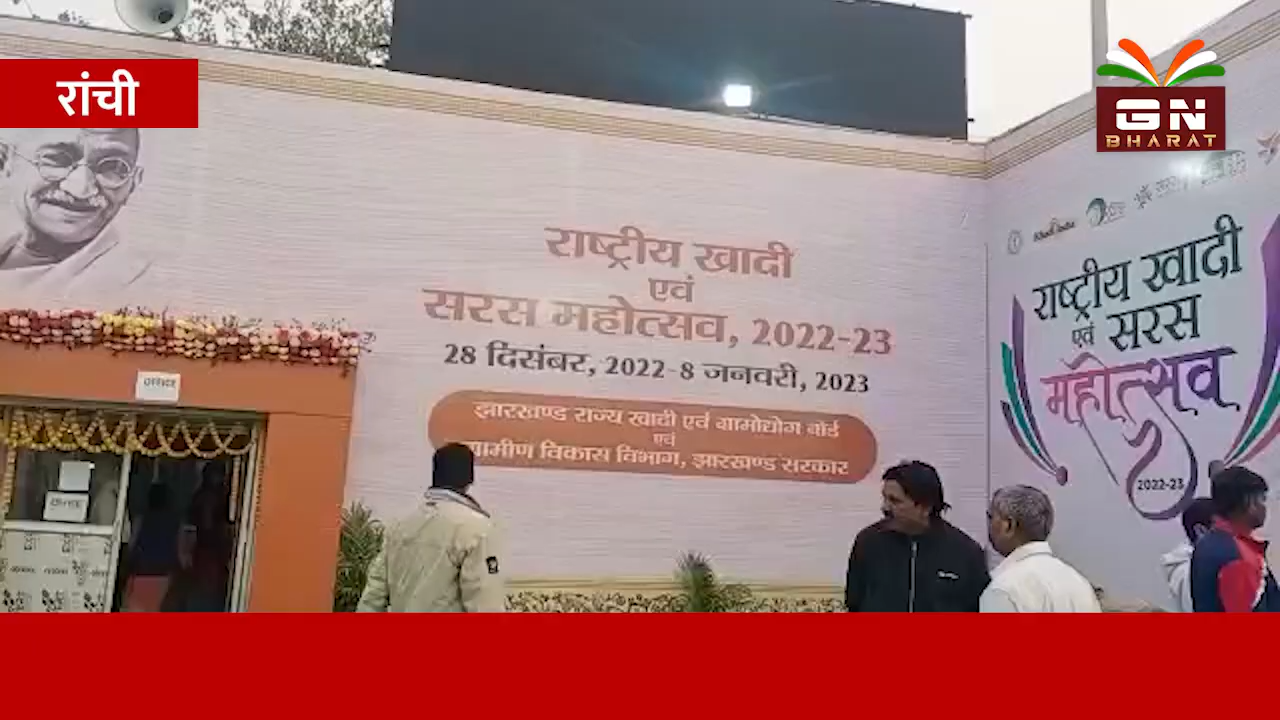 रांची
GN
BHARAT
राष्ट्रीय खादी
एवं
सरस महोत्सव, 2022-23
28 दिसंबर, 2022-8 जनवरी, 2023
झारखण्ड राज्य खादी एवं ग्रामोद्योग बोर्ड
एवं
ग्रामीण विकास विभाग, झारखण्ड सरकार
राष्ट्रीय खादी
एवं सरस
महोत्सव
2022-23